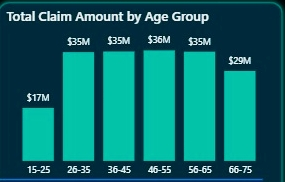 Total Claim Amount by Age Group
$35M $35M $36M $35M
$29M
$17M
15-25 26-35 36-45 46-55 56-65 66-75